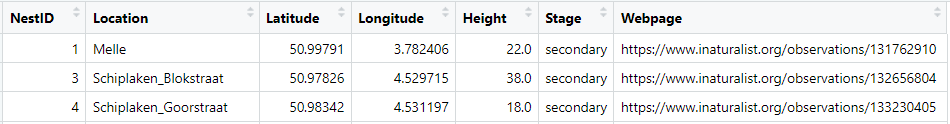 NestID Location Latitude Longitude Height Stage Webpage
1 Melle 50.99791 3.782406 22.0 secondary https://www.inaturalist.org/observations/131762910
3 Schiplaken_Blokstraat 50.97826 4.529715 38.0 secondary https://www.inaturalist.org/observations/132656804
4 Schiplaken_Goorstraat 50.98342 4.531197 18.0 secondary https://www.inaturalist.org/observations/133230405